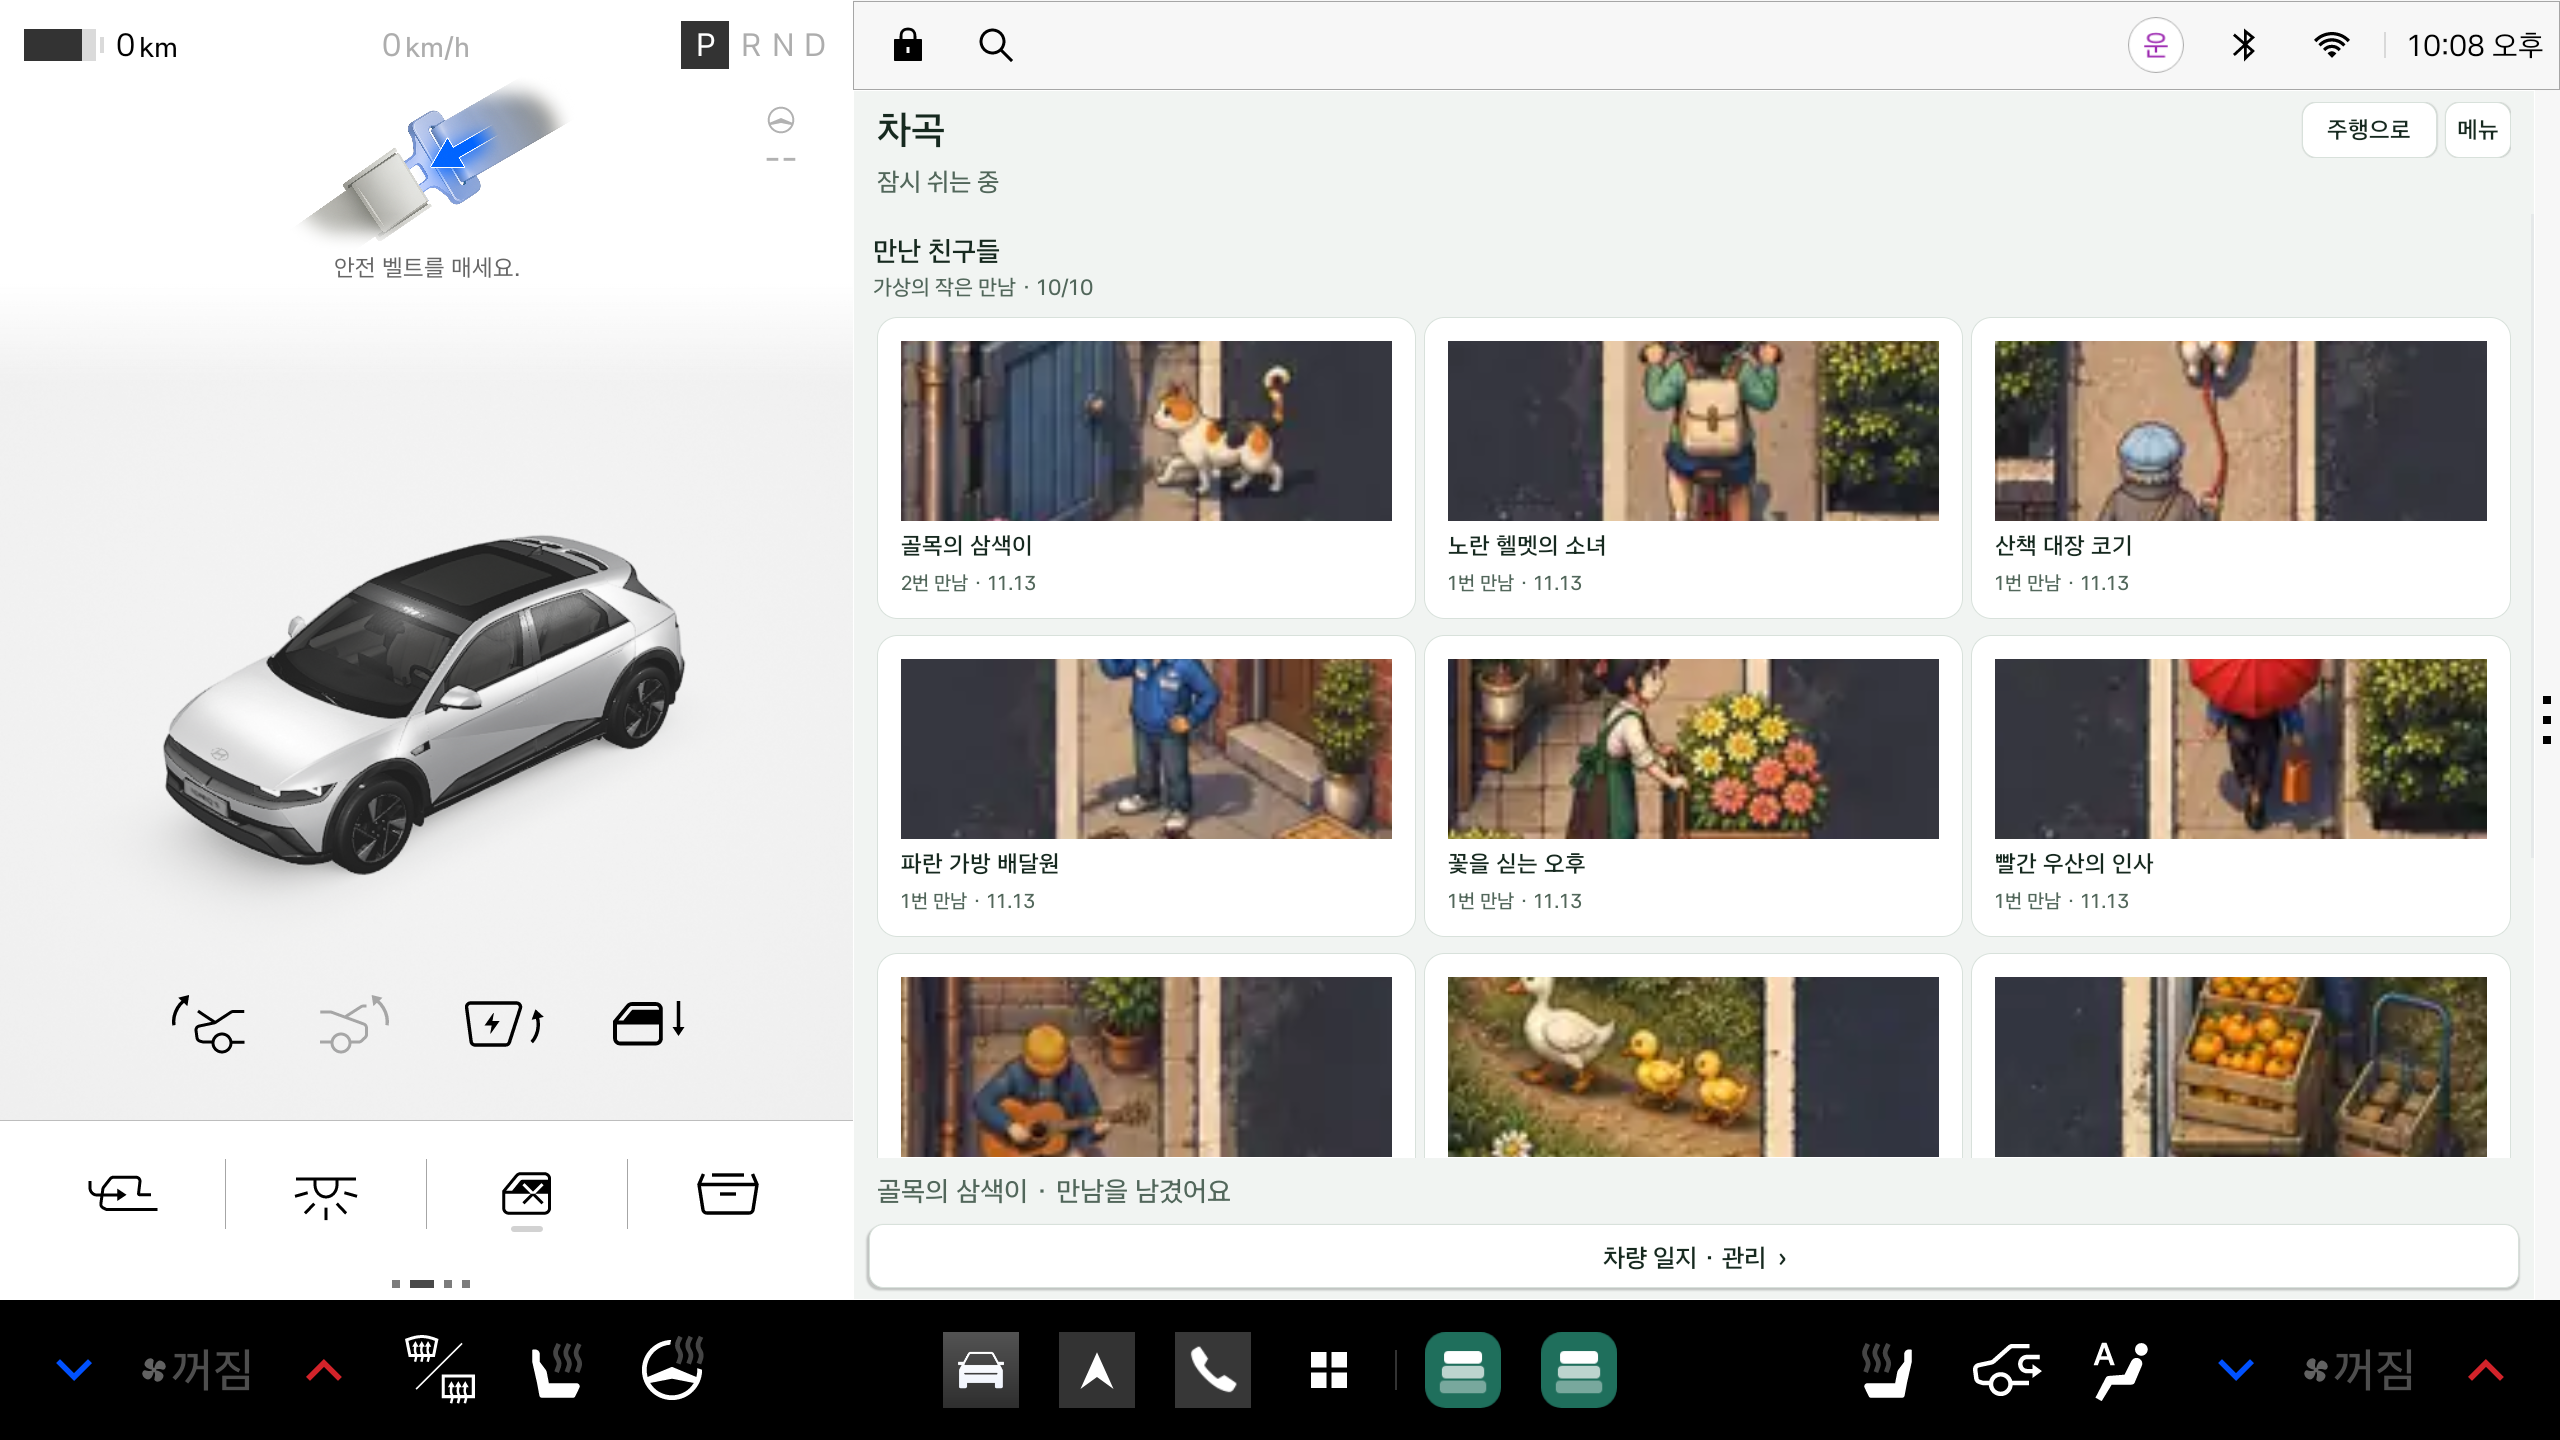 0 km
0 km/h
P R N D
안전 벨트를 매세요.
운
10:08 오후
차곡
주행으로
메뉴
잠시 쉬는 중
만난 친구들
가상의 작은 만남 · 10/10
골목의 삼색이
2번 만남 · 11.13
노란 헬멧의 소녀
1번 만남 · 11.13
산책 대장 코기
1번 만남 · 11.13
파란 가방 배달원
1번 만남 · 11.13
꽃을 싣는 오후
1번 만남 · 11.13
빨간 우산의 인사
1번 만남 · 11.13
골목의 삼색이 · 만남을 남겼어요
차량 일지 · 관리 ›
꺼짐
A
꺼짐